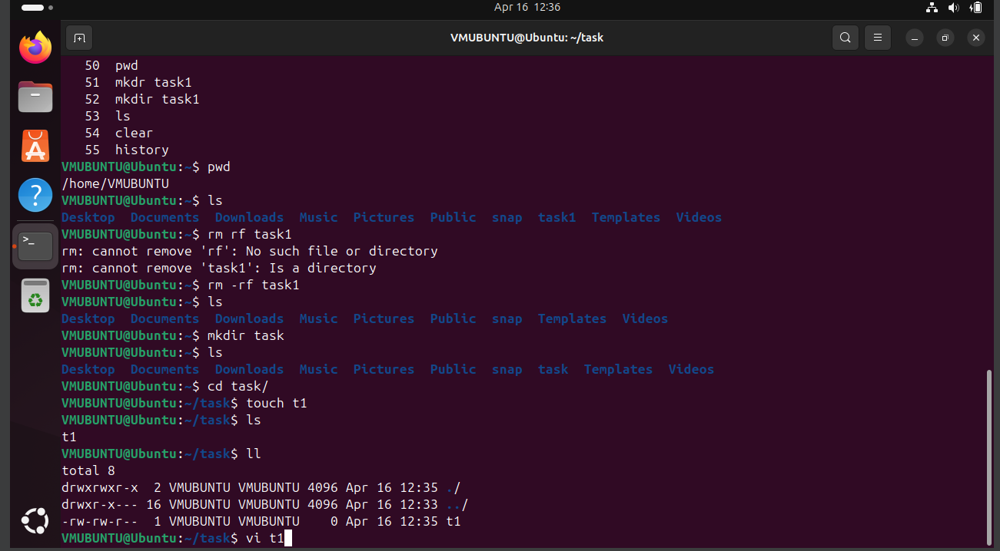 Apr 16 12:36
VMUBUNTU@Ubuntu: ~/task
50 pwd
51 mkdr task1
52 mkdir task1
53 ls
54 clear
55 history
VMUBUNTU@Ubuntu:~$ pwd
/home/VMUBUNTU
VMUBUNTU@Ubuntu:~$ ls
Desktop Documents Downloads Music Pictures Public snap task1 Templates Videos
VMUBUNTU@Ubuntu:~$ rm rf task1
rm: cannot remove 'rf': No such file or directory
rm: cannot remove 'task1': Is a directory
VMUBUNTU@Ubuntu:~$ rm -rf task1
VMUBUNTU@Ubuntu:~$ ls
Desktop Documents Downloads Music Pictures Public snap Templates Videos
VMUBUNTU@Ubuntu:~$ mkdir task
VMUBUNTU@Ubuntu:~$ ls
Desktop Documents Downloads Music Pictures Public snap task Templates Videos
VMUBUNTU@Ubuntu:~$ cd task/
VMUBUNTU@Ubuntu:~/task$ touch t1
VMUBUNTU@Ubuntu:~/task$ ls
t1
VMUBUNTU@Ubuntu:~/task$ ll
total 8
drwxrwxr-x 2 VMUBUNTU VMUBUNTU 4096 Apr 16 12:35 ./
drwxr-x--- 16 VMUBUNTU VMUBUNTU 4096 Apr 16 12:33 ../
-rw-rw-r-- 1 VMUBUNTU VMUBUNTU 0 Apr 16 12:35 t1
VMUBUNTU@Ubuntu:~/task$ vi t1